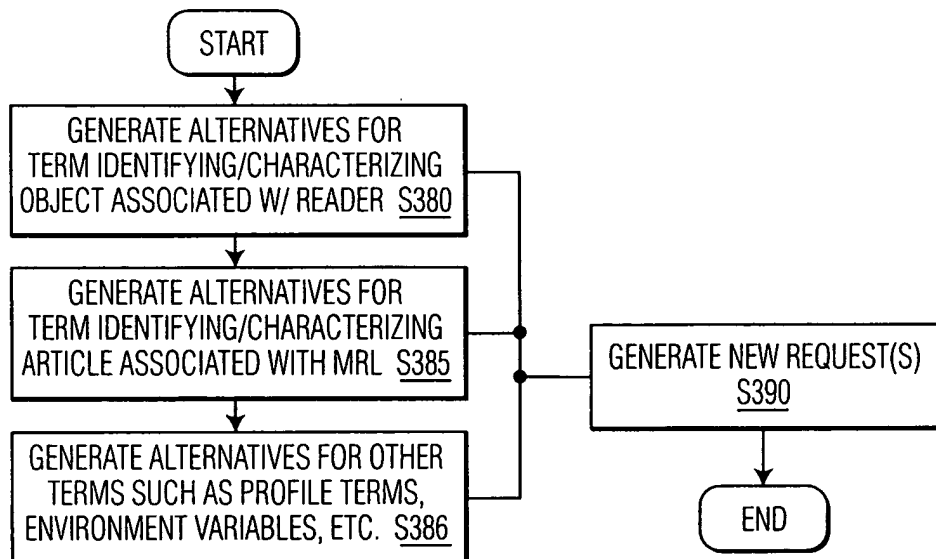 START
GENERATE ALTERNATIVES FOR
TERM IDENTIFYING/CHARACTERIZING
OBJECT ASSOCIATED W/ READER S380
GENERATE ALTERNATIVES FOR
TERM IDENTIFYING/CHARACTERIZING
ARTICLE ASSOCIATED WITH MRL S385
GENERATE ALTERNATIVES FOR OTHER
TERMS SUCH AS PROFILE TERMS,
ENVIRONMENT VARIABLES, ETC. S386
GENERATE NEW REQUEST(S)
S390
END